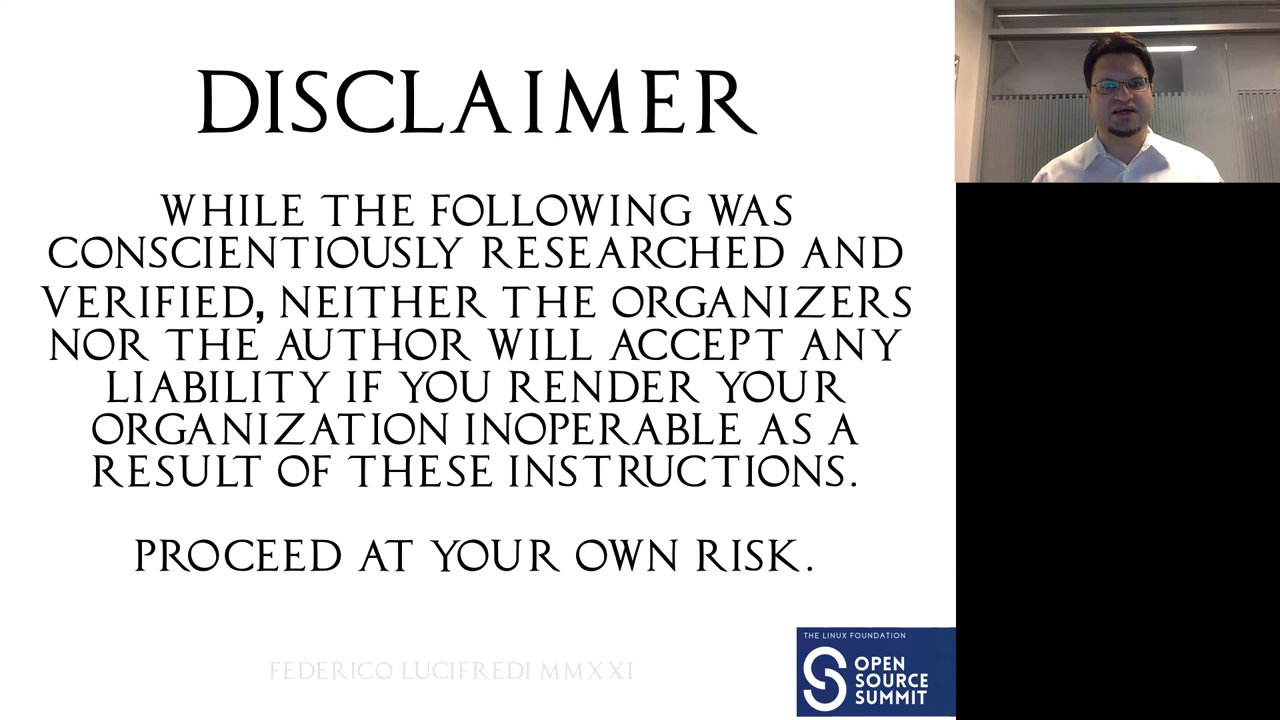 DISCLAIMER
WHILE THE FOLLOWING WAS
CONSCIENTIOUSLY RESEARCHED AND
VERIFIED, NEITHER THE ORGANIZERS
NOR THE AUTHOR WILL ACCEPT ANY
LIABILITY IF YOU RENDER YOUR
ORGANIZATION INOPERABLE AS A
RESULT OF THESE INSTRUCTIONS.
PROCEED AT YOUR OWN RISK.
FEDERICO LUCIFREDI MMXXI
THE LINUX FOUNDATION
OPEN
SOURCE
SUMMIT